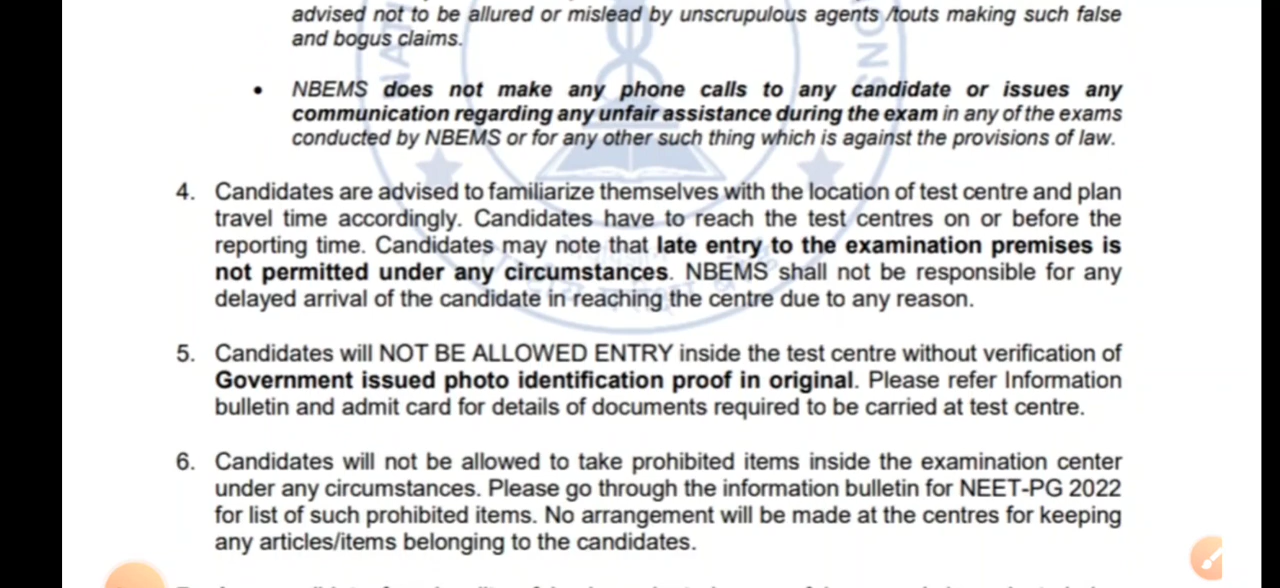 advised not to be allured or mislead by unscrupulous agents /touts making such false
and bogus claims.
• NBEMS does not make any phone calls to any candidate or issues any
communication regarding any unfair assistance during the exam in any of the exams
conducted by NBEMS or for any other such thing which is against the provisions of law.
4. Candidates are advised to familiarize themselves with the location of test centre and plan
travel time accordingly. Candidates have to reach the test centres on or before the
reporting time. Candidates may note that late entry to the examination premises is
not permitted under any circumstances. NBEMS shall not be responsible for any
delayed arrival of the candidate in reaching the centre due to any reason.
5. Candidates will NOT BE ALLOWED ENTRY inside the test centre without verification of
Government issued photo identification proof in original. Please refer Information
bulletin and admit card for details of documents required to be carried at test centre.
6. Candidates will not be allowed to take prohibited items inside the examination center
under any circumstances. Please go through the information bulletin for NEET-PG 2022
for list of such prohibited items. No arrangement will be made at the centres for keeping
any articles/items belonging to the candidates.